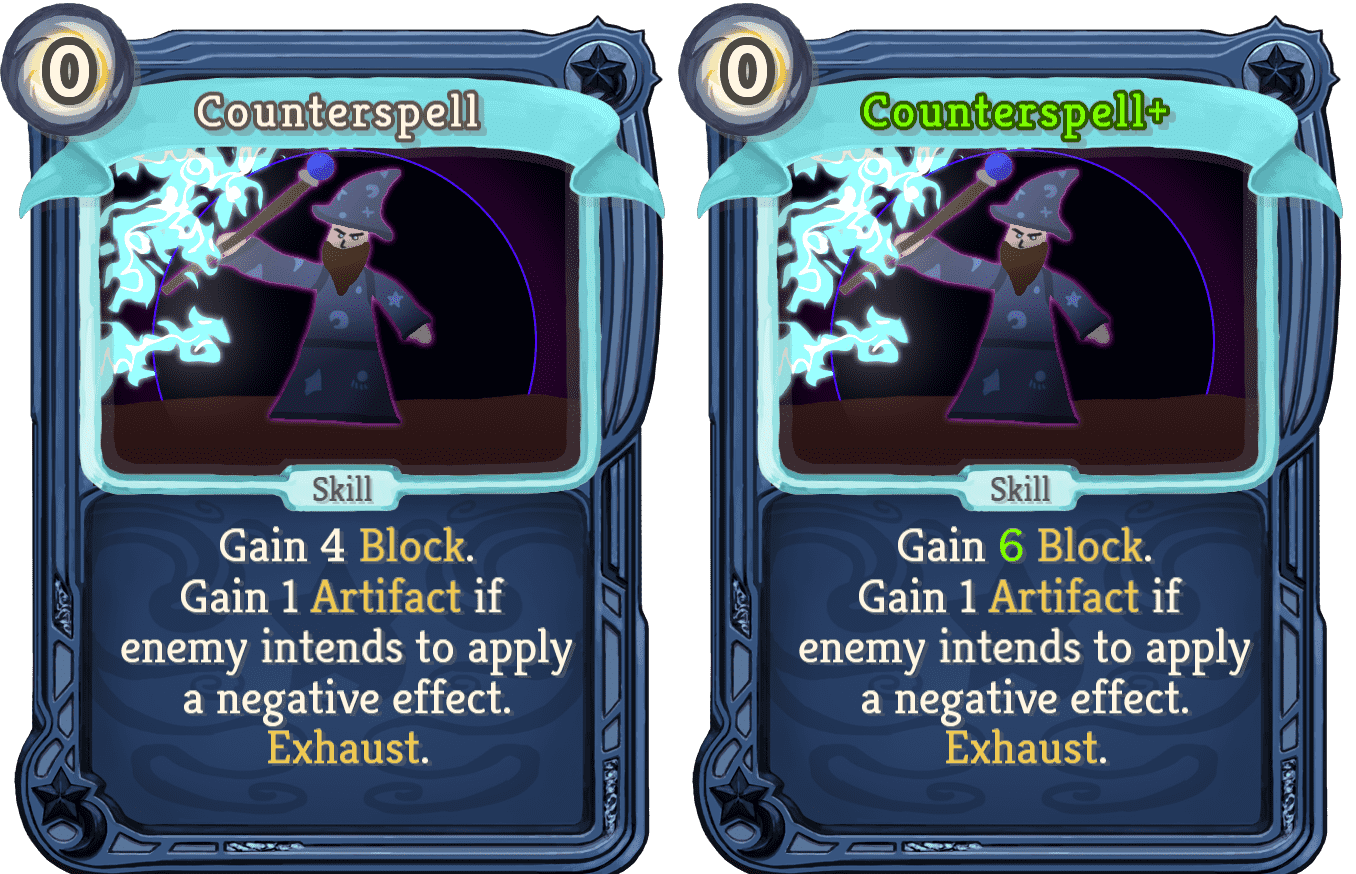 0
Counterspell
Skill
Gain 4 Block.
Gain 1 Artifact if
enemy intends to apply
a negative effect.
Exhaust.
0
Counterspell+
Skill
Gain 6 Block.
Gain 1 Artifact if
enemy intends to apply
a negative effect.
Exhaust.